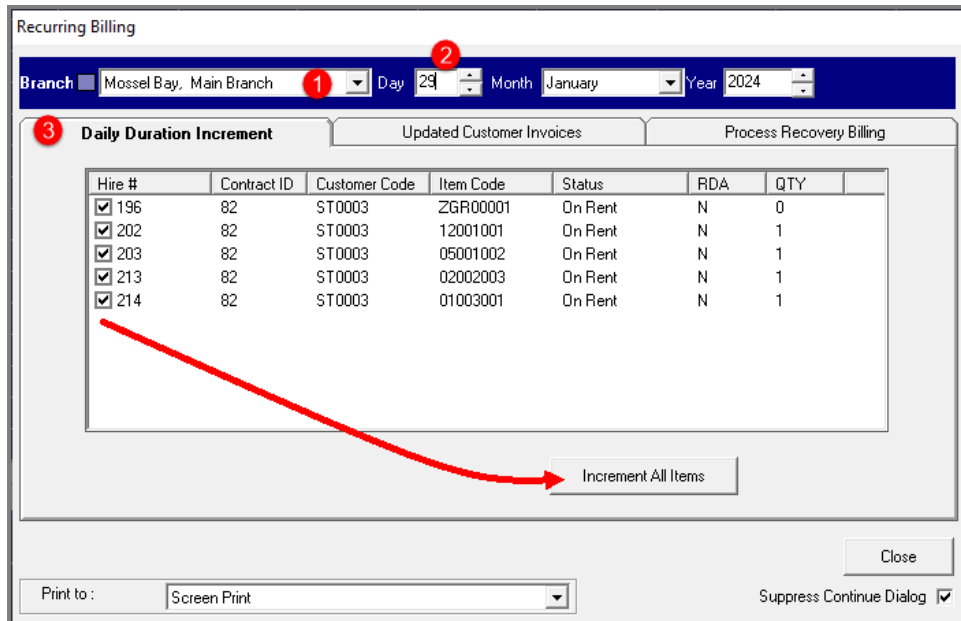 Recurring Billing
2
Branch Mossel Bay, Main Branch 1 Day 29 Month January Year 2024
3 Daily Duration Increment Updated Customer Invoices Process Recovery Billing
Hire # Contract ID Customer Code Item Code Status RDA QTY
196 82 ST0003 ZGR00001 On Rent N 0
202 82 ST0003 12001001 On Rent N 1
203 82 ST0003 05001002 On Rent N 1
213 82 ST0003 02002003 On Rent N 1
214 82 ST0003 01003001 On Rent N 1
Increment All Items
Close
Print to : Screen Print Suppress Continue Dialog